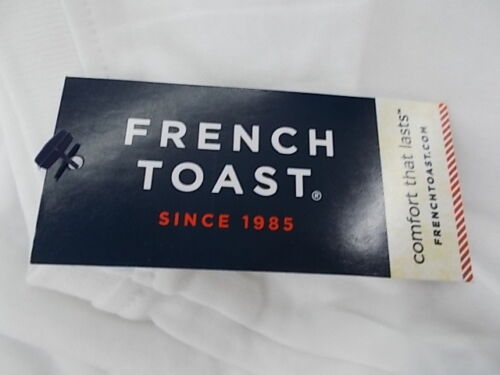 FRENCH
TOAST®
SINCE 1985
comfort that lasts™
FRENCHTOAST.COM